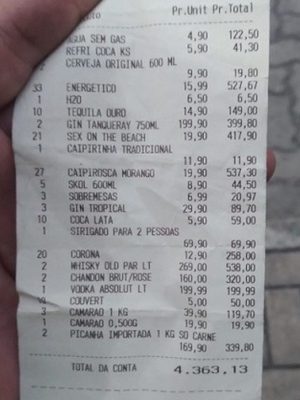 Pr.Unit Pr.Total
GUA SEM GAS 4,90 122,50
REFRI COCA KS 5,90 41,30
CERVEJA ORIGINAL 600 ML
9,90 19,80
33 ENERGETICO 15,99 527,67
1 H2O 6,50 6,50
10 TEQUILA OURO 14,90 149,00
2 GIN TANQUERAY 750ML 199,90 399,80
21 SEX ON THE BEACH 19,90 417,90
1 CAIPIRINHA TRADICIONAL
11,90 11,90
27 CAIPIROSCA MORANGO 19,90 537,30
5 SKOL 600ML 8,90 44,50
3 SOBREMESAS 6,99 20,97
3 GIN TROPICAL 29,90 89,70
10 COCA LATA 5,90 59,00
1 SIRIGADO PARA 2 PESSOAS
69,90 69,90
20 CORONA 12,90 258,00
2 WHISKY OLD PAR LT 269,00 538,00
2 CHANDON BRUT/ROSE 160,00 320,00
1 VODKA ABSOLUT LT 199,99 199,99
COUVERT 5,00 50,00
3 CAMARAO 1 KG 39,90 119,70
1 CAMARAO 0,500G 19,90 19,90
2 PICANHA IMPORTADA 1 KG SO CARNE
169,90 339,80
TOTAL DA CONTA 4.363,13